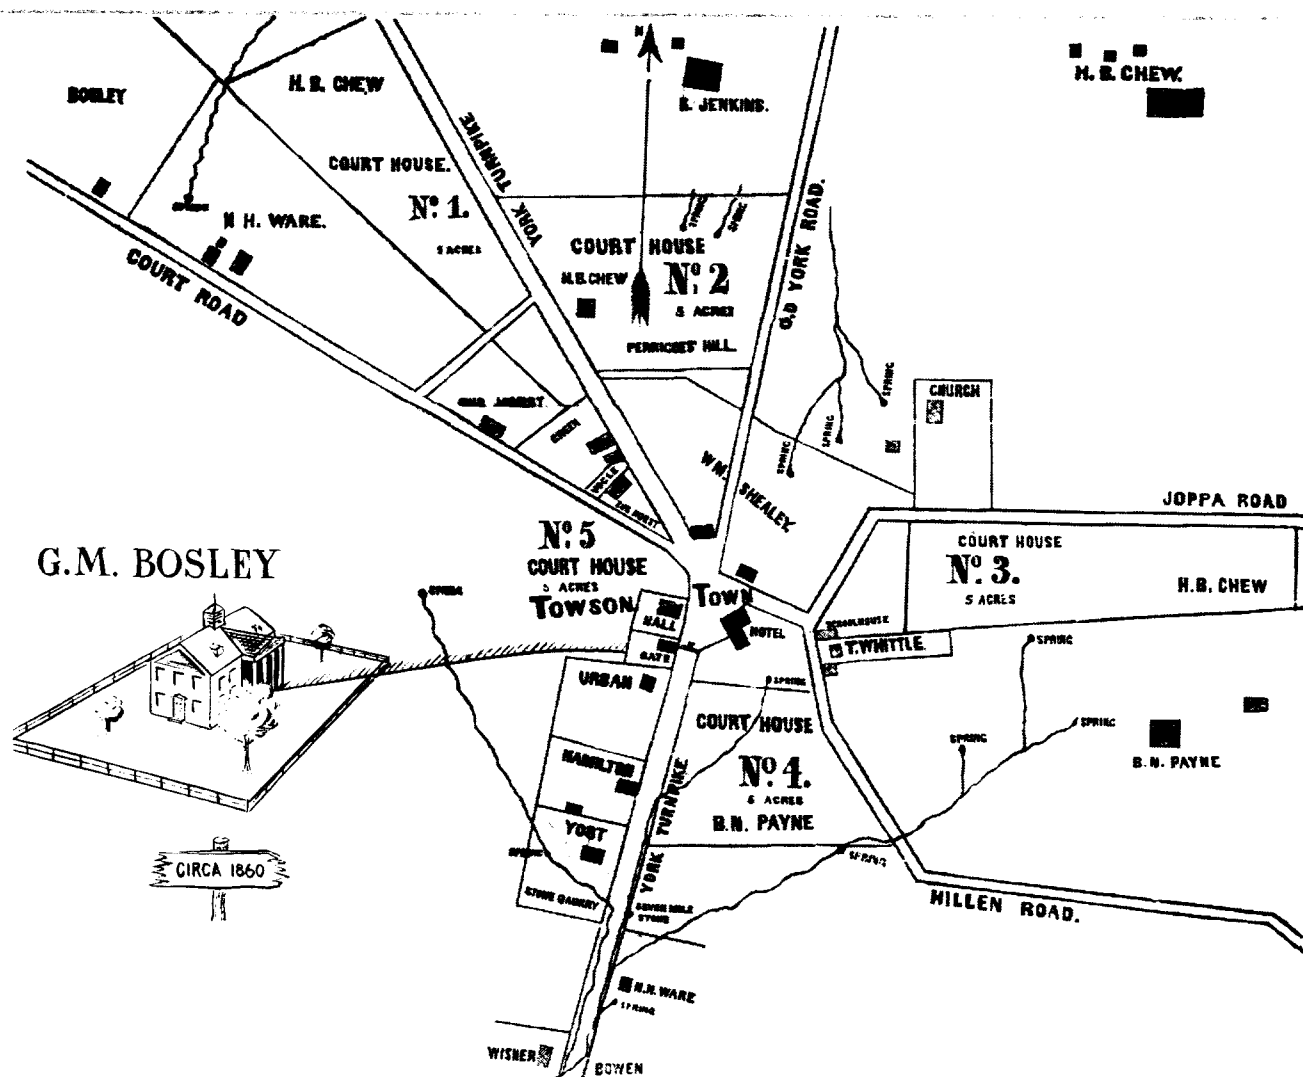 N
H. B. CHEW
BOSLEY
B. JENKINS.
H. B. CHEW.
YORK TURNPIKE
COURT HOUSE.
No. 1.
5 ACRES
SPRING
N H. WARE.
COURT ROAD
SPRING
SPRING
COURT HOUSE
No. 2
H.B. CHEW
5 ACRES
HILL.
OLD YORK ROAD.
SPRING
SPRING
SPRING
CHURCH
GREEN
WM. SHEALEY.
JOPPA ROAD
No. 5
COURT HOUSE
5 ACRES
TOWSON
TOWN
COURT HOUSE
No. 3.
5 ACRES
H.B. CHEW
G.M. BOSLEY
SPRING
HALL
GATE
HOTEL
SCHOOLHOUSE
T. WHITTLE.
SPRING
URBAN
SPRING
COURT HOUSE
No. 4.
5 ACRES
B.N. PAYNE
SPRING
SPRING
B.N. PAYNE
HAMILTON
YOST
SPRING
STONE QUARRY
YORK TURNPIKE
SPRING
SEVEN MILE
STONE
HILLEN ROAD.
CIRCA 1860
N.H. WARE
SPRING
WISNER
BOWEN